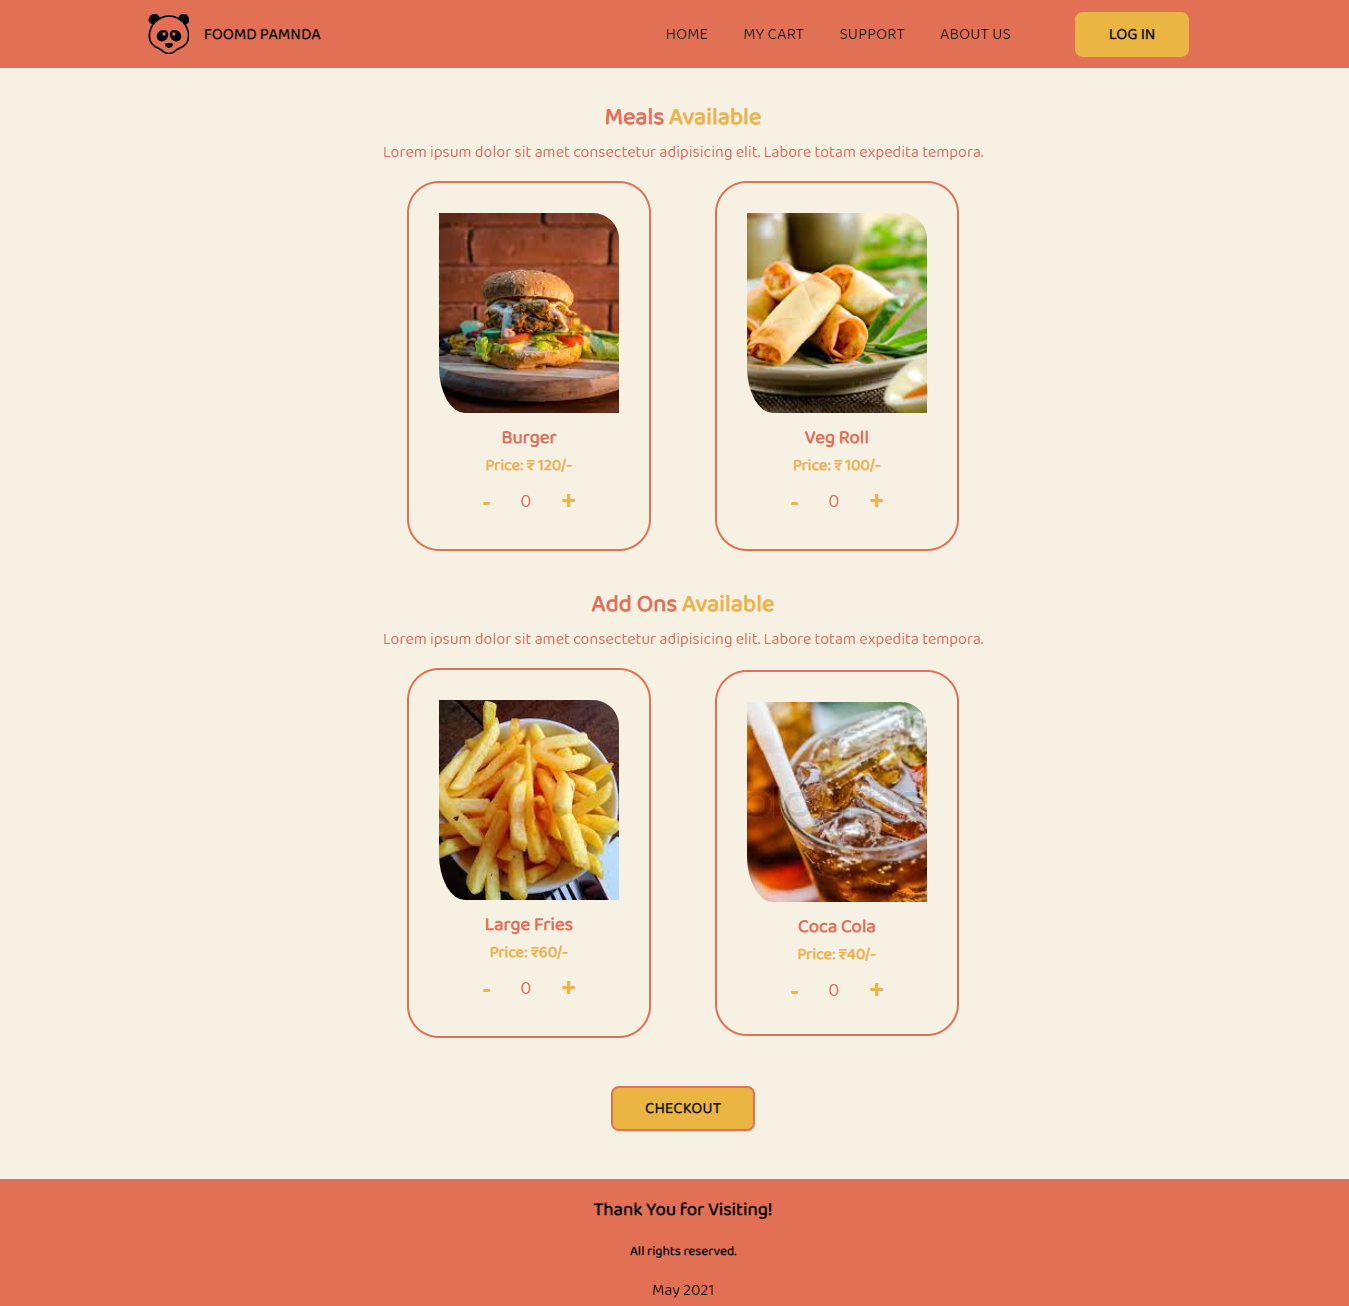 FOOMD PAMNDA
HOME MY CART SUPPORT ABOUT US LOG IN
Meals Available
Lorem ipsum dolor sit amet consectetur adipisicing elit. Labore totam expedita tempora.
Burger
Price: ₹ 120/-
- 0 +
Veg Roll
Price: ₹ 100/-
- 0 +
Add Ons Available
Lorem ipsum dolor sit amet consectetur adipisicing elit. Labore totam expedita tempora.
Large Fries
Price: ₹60/-
- 0 +
Coca Cola
Price: ₹40/-
- 0 +
CHECKOUT
Thank You for Visiting!
All rights reserved.
May 2021